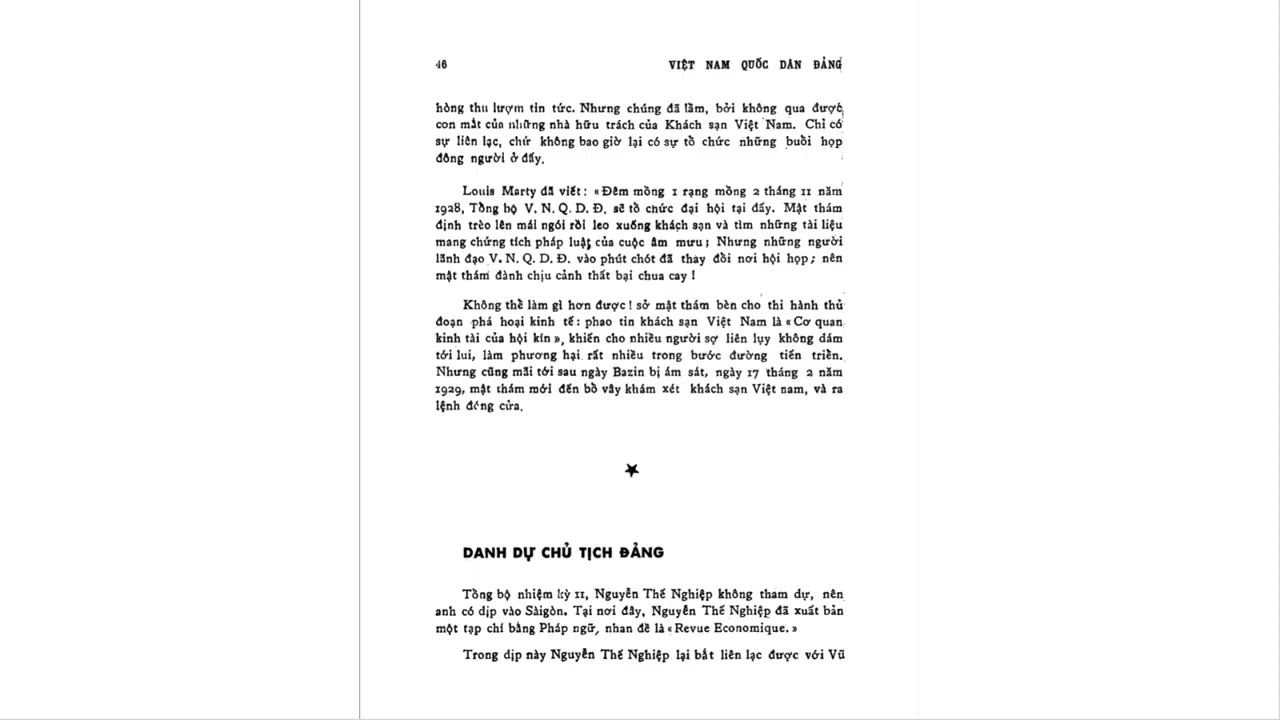 46 VIỆT NAM QUỐC DÂN ĐẢNG
hòng thu lượm tin tức. Nhưng chúng đã lầm, bởi không qua được
con mắt của những nhà hữu trách của Khách sạn Việt Nam. Chỉ có
sự liên lạc, chứ không bao giờ lại có sự tổ chức những buổi họp
đông người ở đấy.
Louis Marty đã viết : « Đêm mồng 1 rạng mồng 2 tháng 11 năm
1928, Tổng bộ V. N. Q. D. Đ. sẽ tổ chức đại hội tại đấy. Mật thám
định trèo lên mái ngói rồi leo xuống khách sạn và tìm những tài liệu
mang chứng tích pháp luật của cuộc âm mưu ; Nhưng những người
lãnh đạo V. N. Q. D. Đ. vào phút chót đã thay đổi nơi hội họp ; nên
mật thám đành chịu cảnh thất bại chua cay !
Không thể làm gì hơn được ! sở mật thám bèn cho thi hành thủ
đoạn phá hoại kinh tế : phao tin khách sạn Việt Nam là « Cơ quan
kinh tài của hội kín », khiến cho nhiều người sợ liên lụy không dám
tới lui, làm phương hại rất nhiều trong bước đường tiến triển.
Nhưng cũng mãi tới sau ngày Bazin bị ám sát, ngày 17 tháng 2 năm
1929, mật thám mới đến bổ vây khám xét khách sạn Việt nam, và ra
lệnh đóng cửa.
DANH DỰ CHỦ TỊCH ĐẢNG
Tổng bộ nhiệm kỳ II, Nguyễn Thế Nghiệp không tham dự, nên
anh có dịp vào Sàigòn. Tại nơi đây, Nguyễn Thế Nghiệp đã xuất bản
một tạp chí bằng Pháp ngữ, nhan đề là « Revue Economique. »
Trong dịp này Nguyễn Thế Nghiệp lại bắt liên lạc được với Vũ